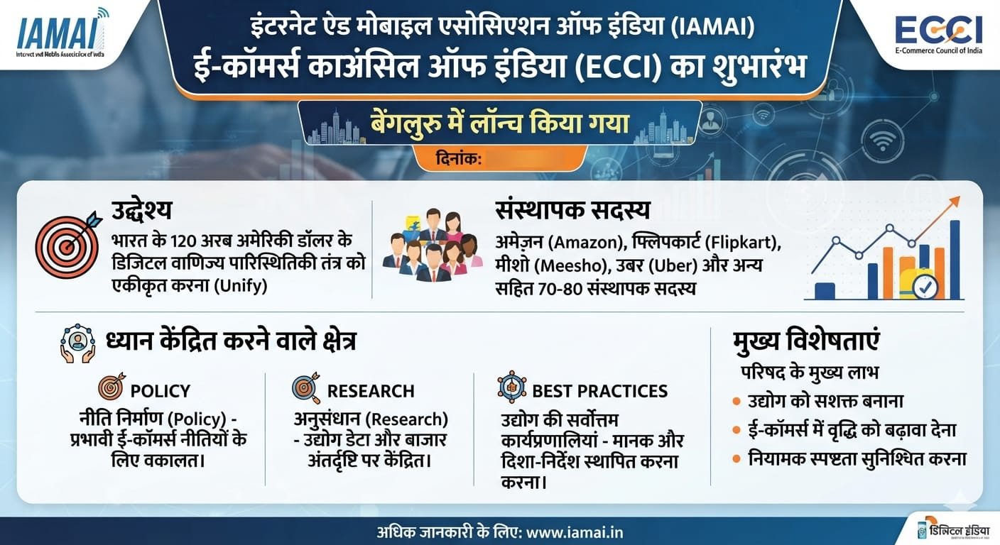 IAMAI
Internet and Mobile Association of India
इंटरनेट ऐड मोबाइल एसोसिएशन ऑफ इंडिया (IAMAI)
ई-कॉमर्स काउंसिल ऑफ इंडिया (ECCI) का शुभारंभ
ECCI
E-Commerce Council of India
बेंगलुरु में लॉन्च किया गया
दिनांक:
उद्देश्य
भारत के 120 अरब अमेरिकी डॉलर के
डिजिटल वाणिज्य पारिस्थितिकी तंत्र को
एकीकृत करना (Unify)
संस्थापक सदस्य
अमेज़न (Amazon), फ्लिपकार्ट (Flipkart),
मीशो (Meesho), उबर (Uber) और अन्य
सहित 70-80 संस्थापक सदस्य
ध्यान केंद्रित करने वाले क्षेत्र
POLICY
नीति निर्माण (Policy) -
प्रभावी ई-कॉमर्स नीतियों के
लिए वकालत।
RESEARCH
अनुसंधान (Research)
- उद्योग डेटा और बाजार
अंतर्दृष्टि पर केंद्रित।
BEST PRACTICES
उद्योग की सर्वोत्तम
कार्यप्रणालियां - मानक और
दिशा-निर्देश स्थापित करना
करना।
मुख्य विशेषताएं
परिषद के मुख्य लाभ
• उद्योग को सशक्त बनाना
• ई-कॉमर्स में वृद्धि को बढ़ावा देना
• नियामक स्पष्टता सुनिश्चित करना
अधिक जानकारी के लिए: www.iamai.in
डिजिटल इंडिया